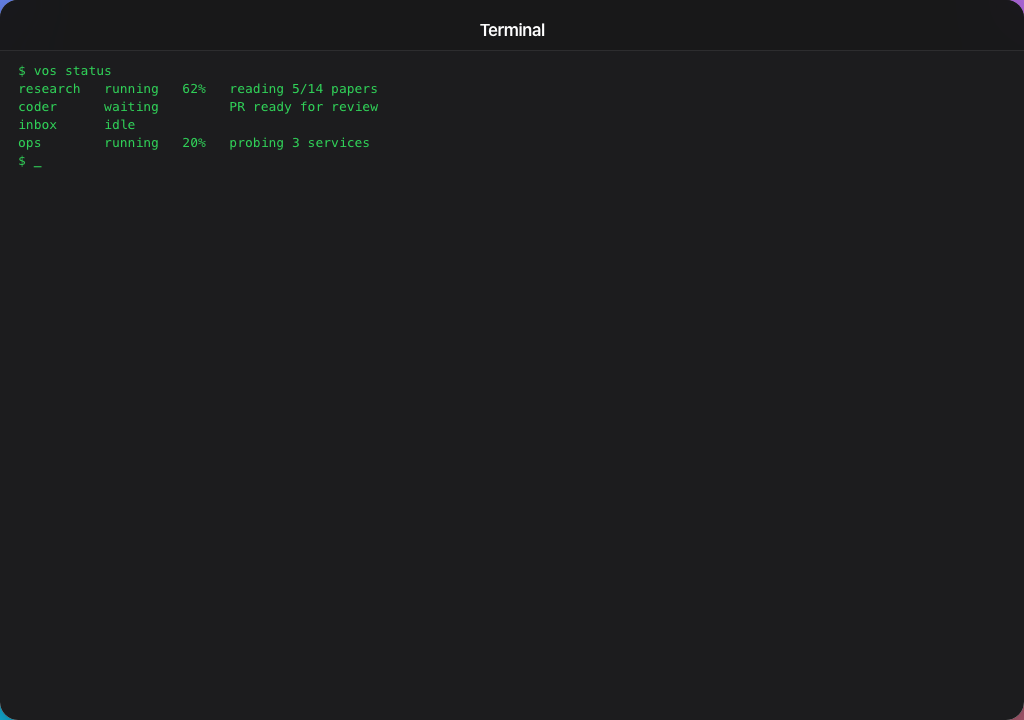 Terminal
$ vos status
research   running   62%   reading 5/14 papers
coder      waiting         PR ready for review
inbox      idle
ops        running   20%   probing 3 services
$ _